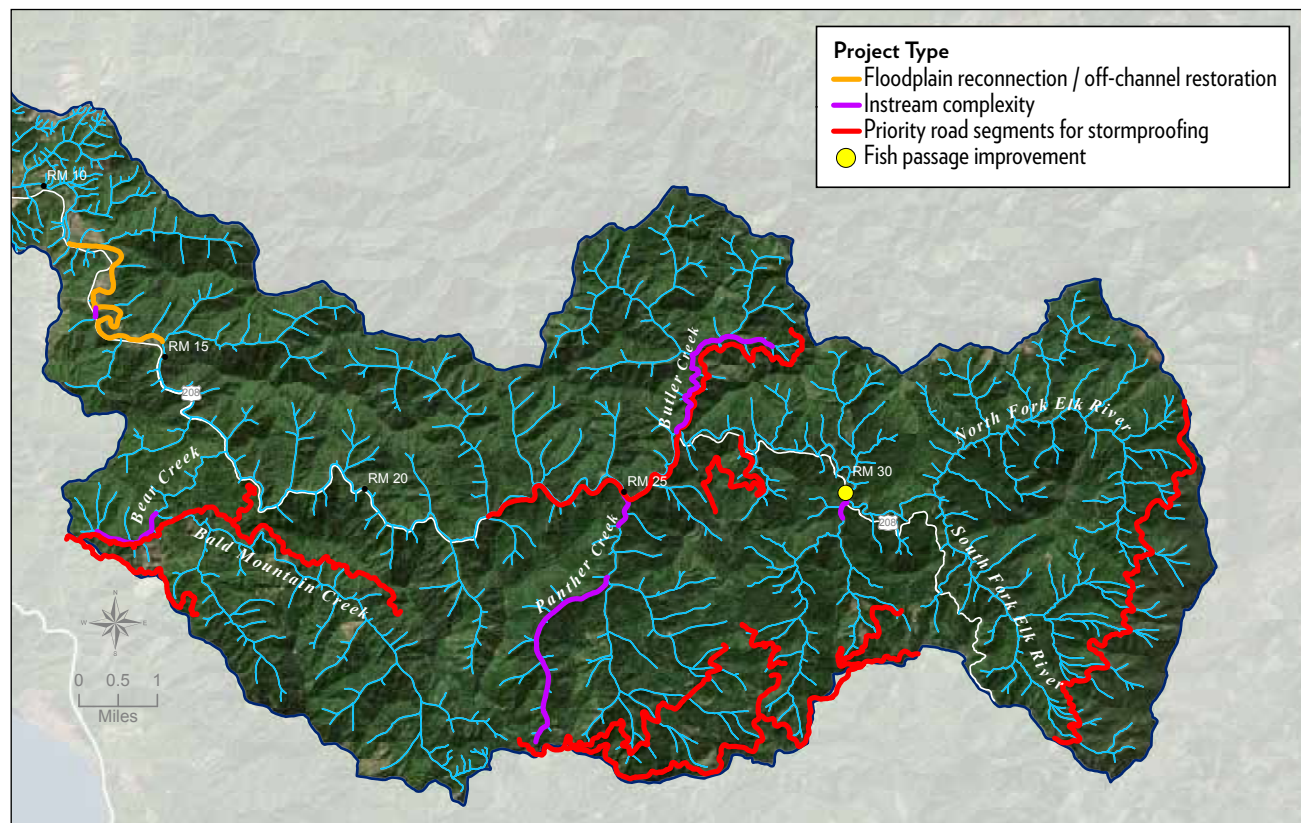 Project Type
Floodplain reconnection / off-channel restoration
Instream complexity
Priority road segments for stormproofing
Fish passage improvement
RM 10
RM 15
208
Butler Creek
North Fork Elk River
Bear Creek
RM 20
RM 25
RM 30
208
Bald Mountain Creek
Panther Creek
South Fork Elk River
N
W
E
S
0 0.5 1
Miles